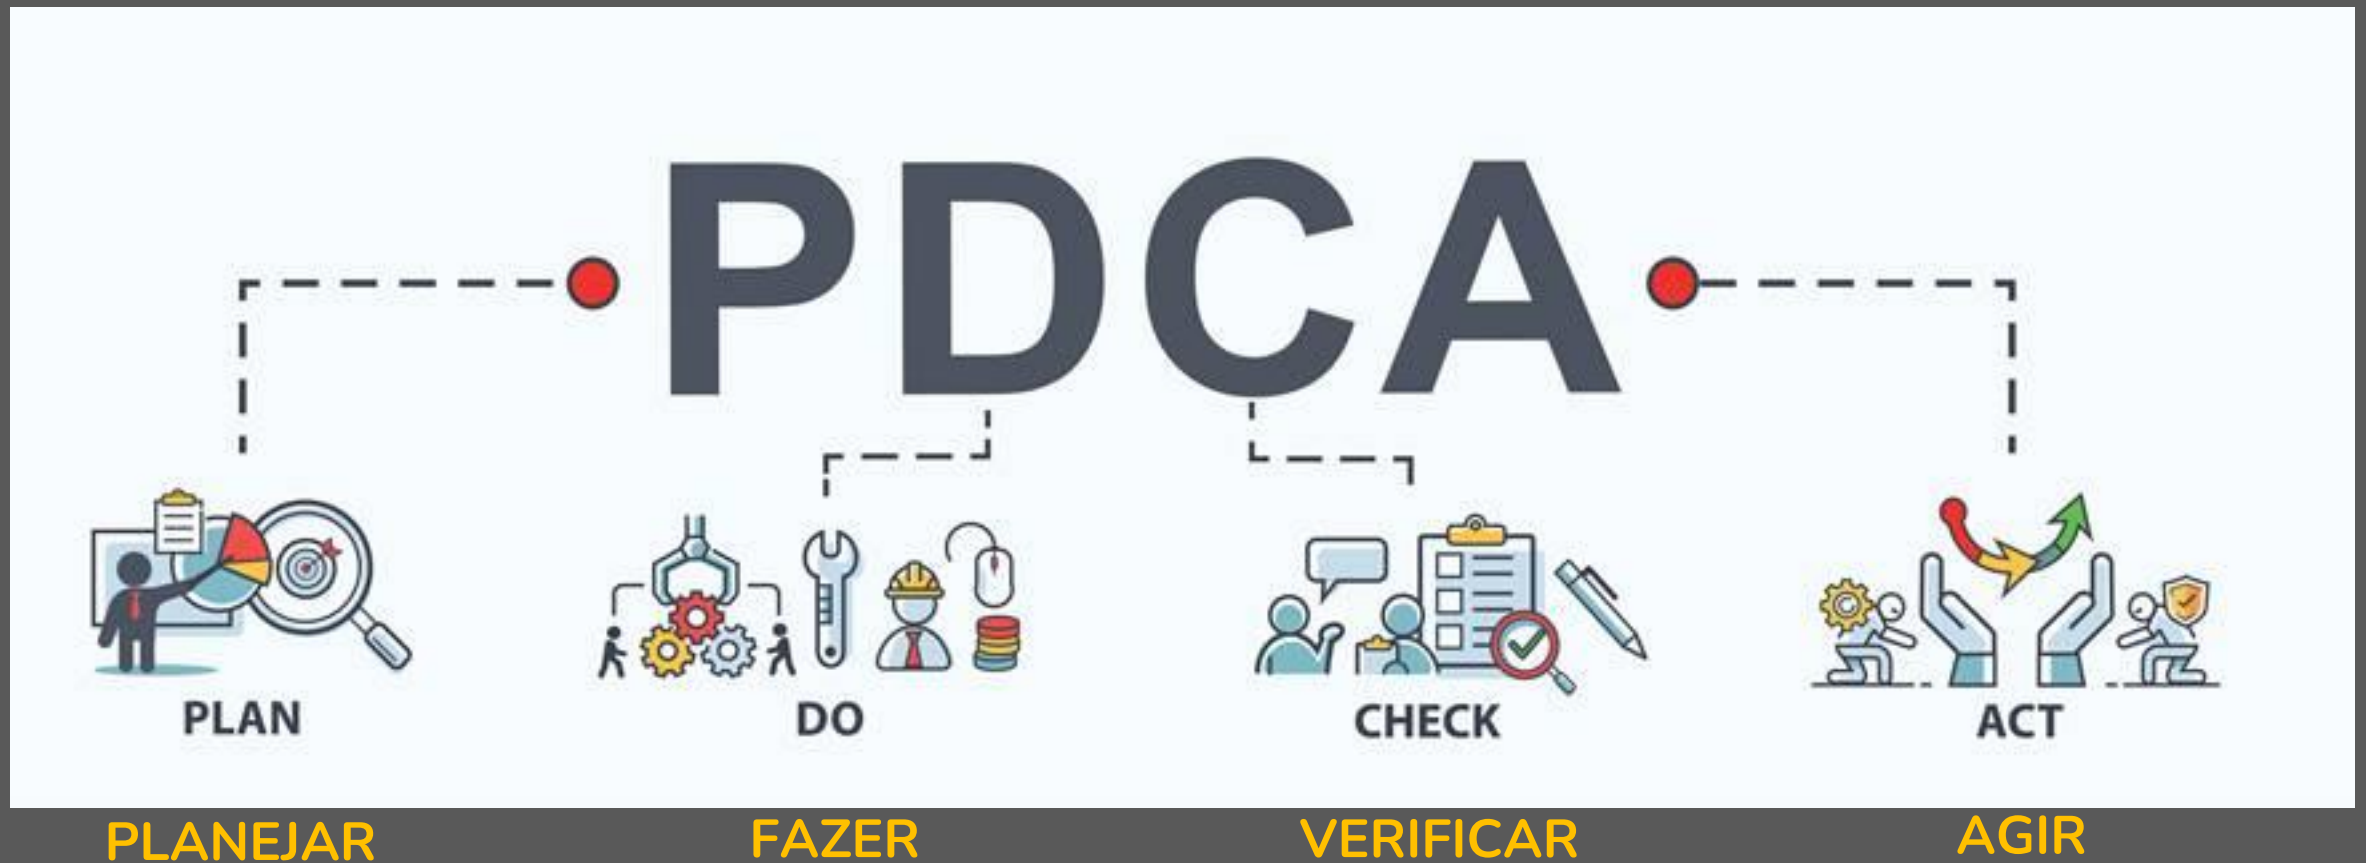 PDCA
PLAN
DO
CHECK
ACT
PLANEJAR
FAZER
VERIFICAR
AGIR